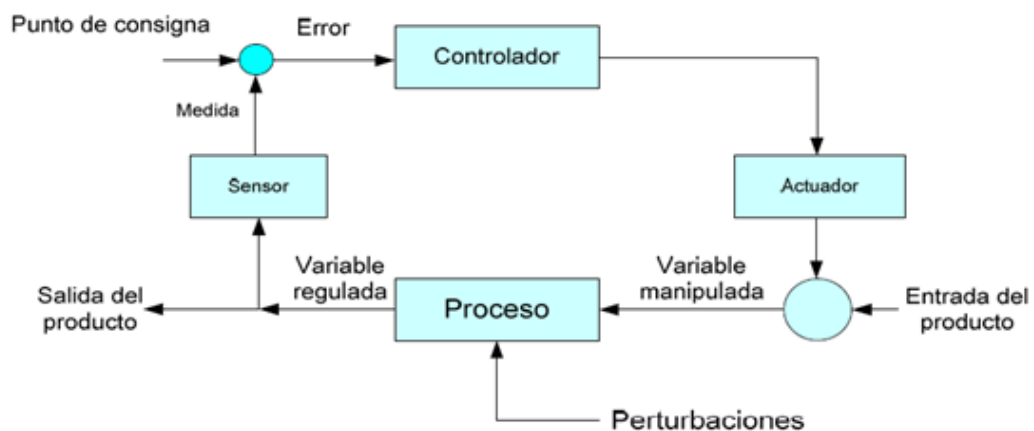 Punto de consigna
Error
Controlador
Medida
Sensor
Actuador
Variable
regulada
Variable
manipulada
Salida del
producto
Proceso
Entrada del
producto
Perturbaciones